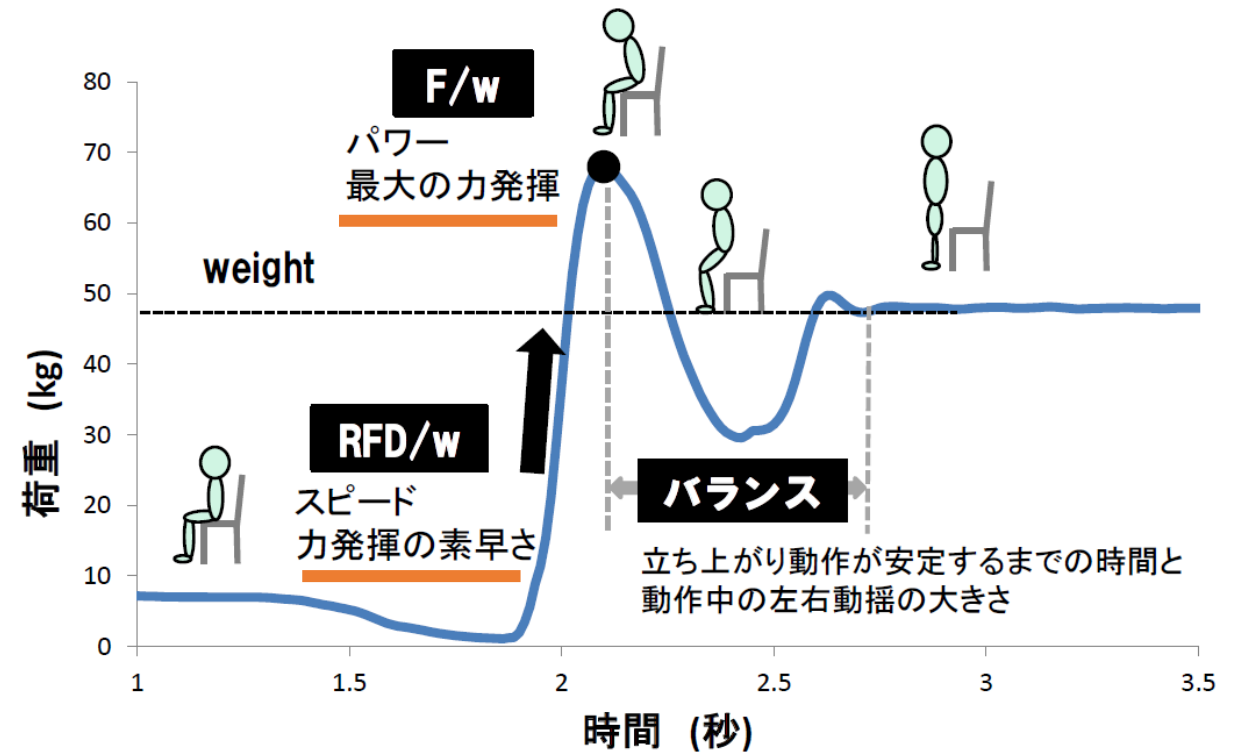 F/w
パワー
最大の力発揮
weight
RFD/w
スピード
力発揮の素早さ
バランス
立ち上がり動作が安定するまでの時間と
動作中の左右動揺の大きさ
荷重 (kg)
80
70
60
50
40
30
20
10
0
1
1.5
2
2.5
3
3.5
時間 (秒)